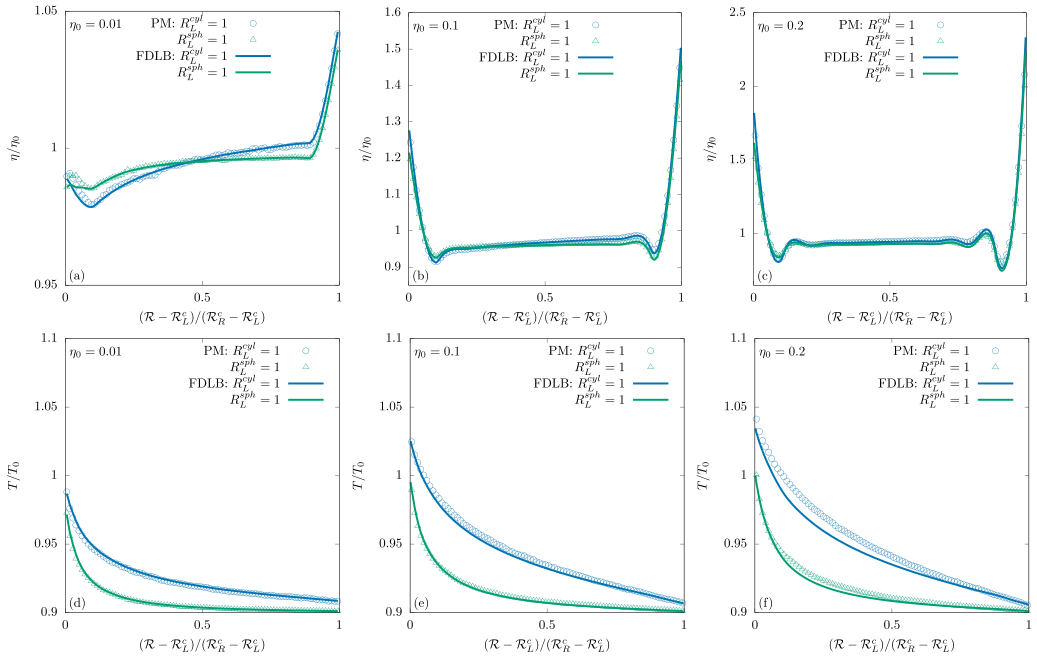 η₀ = 0.01
PM: R_L^{cyl} = 1
R_L^{sph} = 1
FDLB: R_L^{cyl} = 1
R_L^{sph} = 1
1.05
1
0.95
η/η₀
(a)
0
0.5
1
(ℛ − ℛ_L^c)/(ℛ_R^c − ℛ_L^c)
η₀ = 0.1
PM: R_L^{cyl} = 1
R_L^{sph} = 1
FDLB: R_L^{cyl} = 1
R_L^{sph} = 1
1.6
1.5
1.4
1.3
1.2
1.1
1
0.9
η/η₀
(b)
0
0.5
1
(ℛ − ℛ_L^c)/(ℛ_R^c − ℛ_L^c)
η₀ = 0.2
PM: R_L^{cyl} = 1
R_L^{sph} = 1
FDLB: R_L^{cyl} = 1
R_L^{sph} = 1
2.5
2
1.5
1
η/η₀
(c)
0
0.5
1
(ℛ − ℛ_L^c)/(ℛ_R^c − ℛ_L^c)
η₀ = 0.01
PM: R_L^{cyl} = 1
R_L^{sph} = 1
FDLB: R_L^{cyl} = 1
R_L^{sph} = 1
1.1
1.05
1
0.95
0.9
T/T₀
(d)
0
0.5
1
(ℛ − ℛ_L^c)/(ℛ_R^c − ℛ_L^c)
η₀ = 0.1
PM: R_L^{cyl} = 1
R_L^{sph} = 1
FDLB: R_L^{cyl} = 1
R_L^{sph} = 1
1.1
1.05
1
0.95
0.9
T/T₀
(e)
0
0.5
1
(ℛ − ℛ_L^c)/(ℛ_R^c − ℛ_L^c)
η₀ = 0.2
PM: R_L^{cyl} = 1
R_L^{sph} = 1
FDLB: R_L^{cyl} = 1
R_L^{sph} = 1
1.1
1.05
1
0.95
0.9
T/T₀
(f)
0
0.5
1
(ℛ − ℛ_L^c)/(ℛ_R^c − ℛ_L^c)